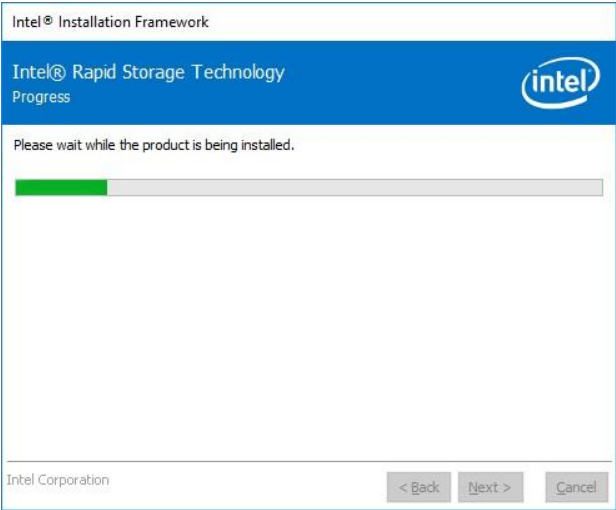 Intel® Installation Framework
Intel® Rapid Storage Technology
Progress
intel
Please wait while the product is being installed.
Intel Corporation
< Back Next > Cancel